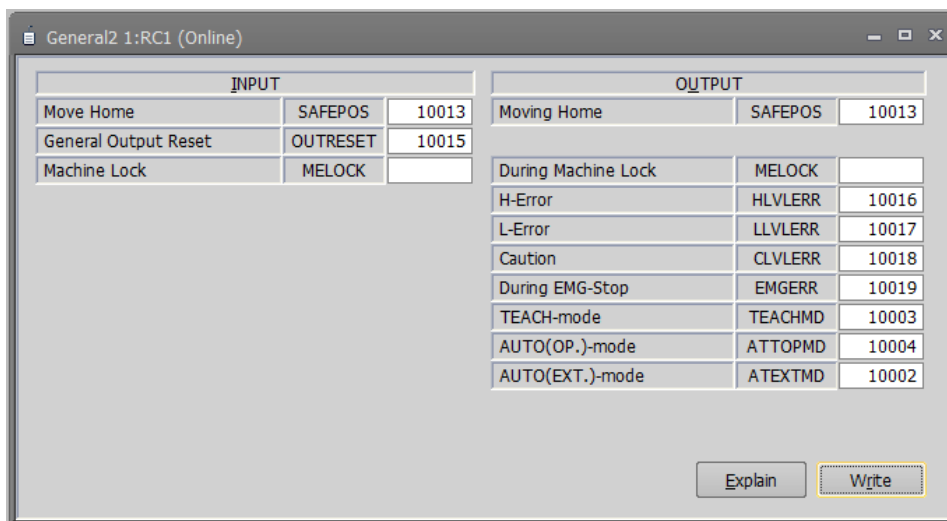 General2 1:RC1 (Online)
INPUT OUTPUT
Move Home SAFEPOS 10013 Moving Home SAFEPOS 10013
General Output Reset OUTRESET 10015
Machine Lock MELOCK During Machine Lock MELOCK
H-Error HLVLERR 10016
L-Error LLVLERR 10017
Caution CLVLERR 10018
During EMG-Stop EMGERR 10019
TEACH-mode TEACHMD 10003
AUTO(OP.)-mode ATTOPMD 10004
AUTO(EXT.)-mode ATEXTMD 10002
Explain Write